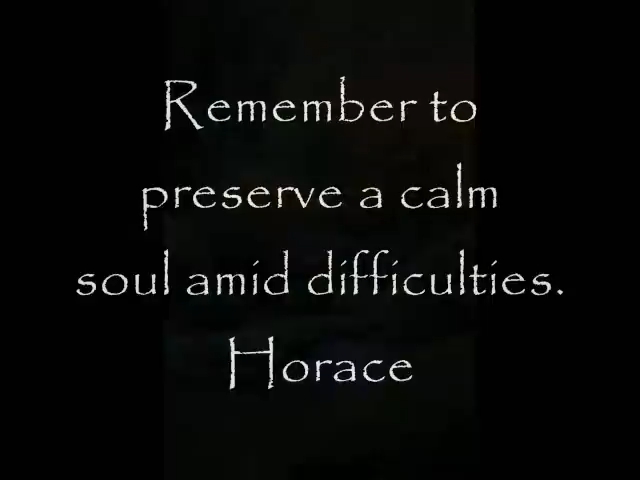 Remember to
preserve a calm
soul amid difficulties.
Horace